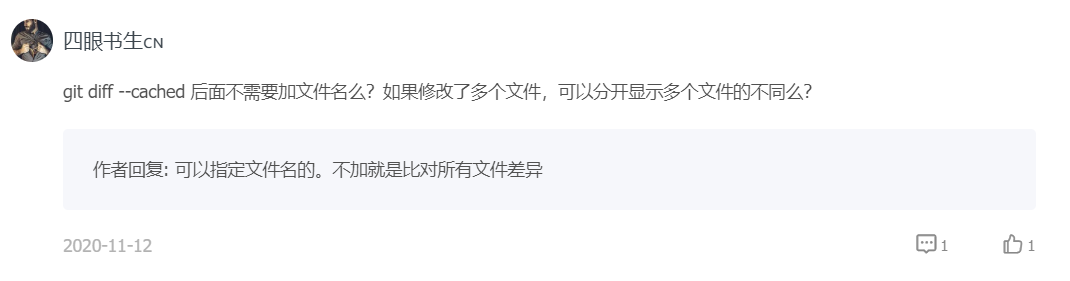 四眼书生CN
git diff --cached 后面不需要加文件名么？如果修改了多个文件，可以分开显示多个文件的不同么？
作者回复: 可以指定文件名的。不加就是比对所有文件差异
2020-11-12 1 1